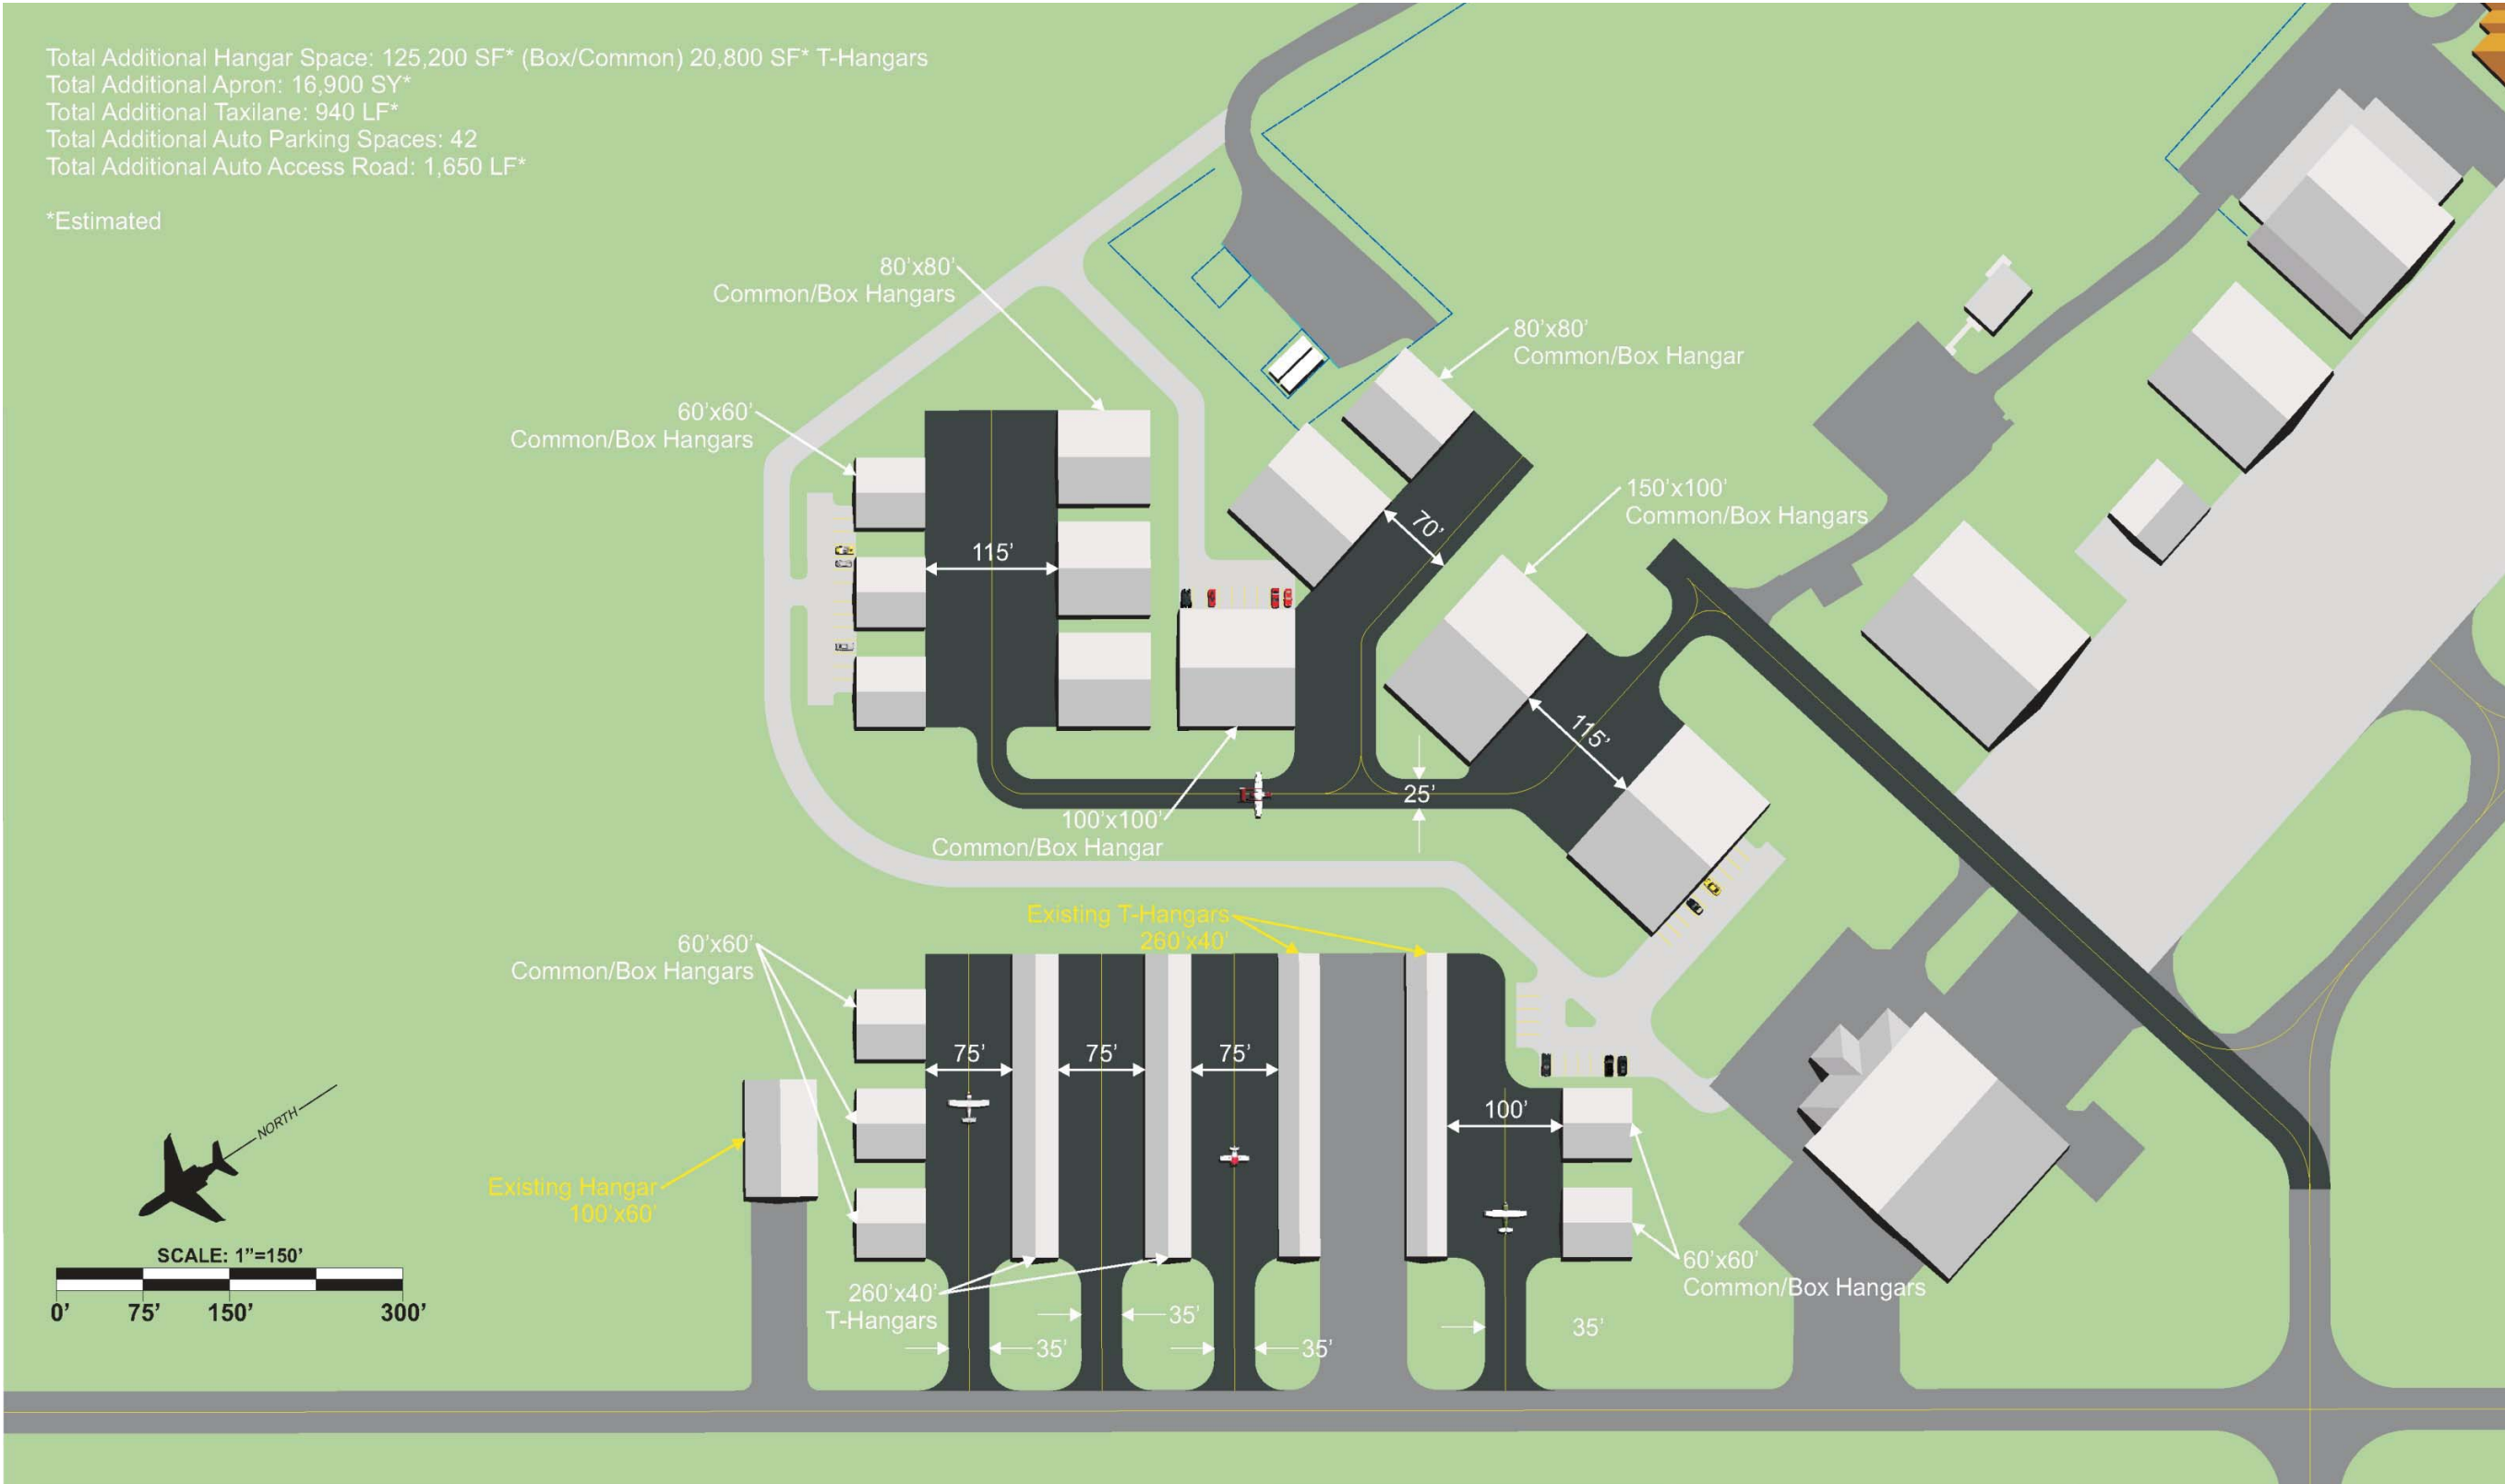 Total Additional Hangar Space: 125,200 SF* (Box/Common) 20,800 SF* T-Hangars
Total Additional Apron: 16,900 SY*
Total Additional Taxilane: 940 LF*
Total Additional Auto Parking Spaces: 42
Total Additional Auto Access Road: 1,650 LF*
*Estimated
80'x80'
Common/Box Hangars
80'x80'
Common/Box Hangar
60'x60'
Common/Box Hangars
150'x100'
Common/Box Hangars
70'
115'
115'
25'
100'x100'
Common/Box Hangar
Existing T-Hangars
260'x40'
60'x60'
Common/Box Hangars
75'
75'
75'
100'
NORTH
Existing Hangar
100'x60'
SCALE: 1"=150'
0' 75' 150' 300'
260'x40'
T-Hangars
60'x60'
Common/Box Hangars
35'
35'
35'
35'